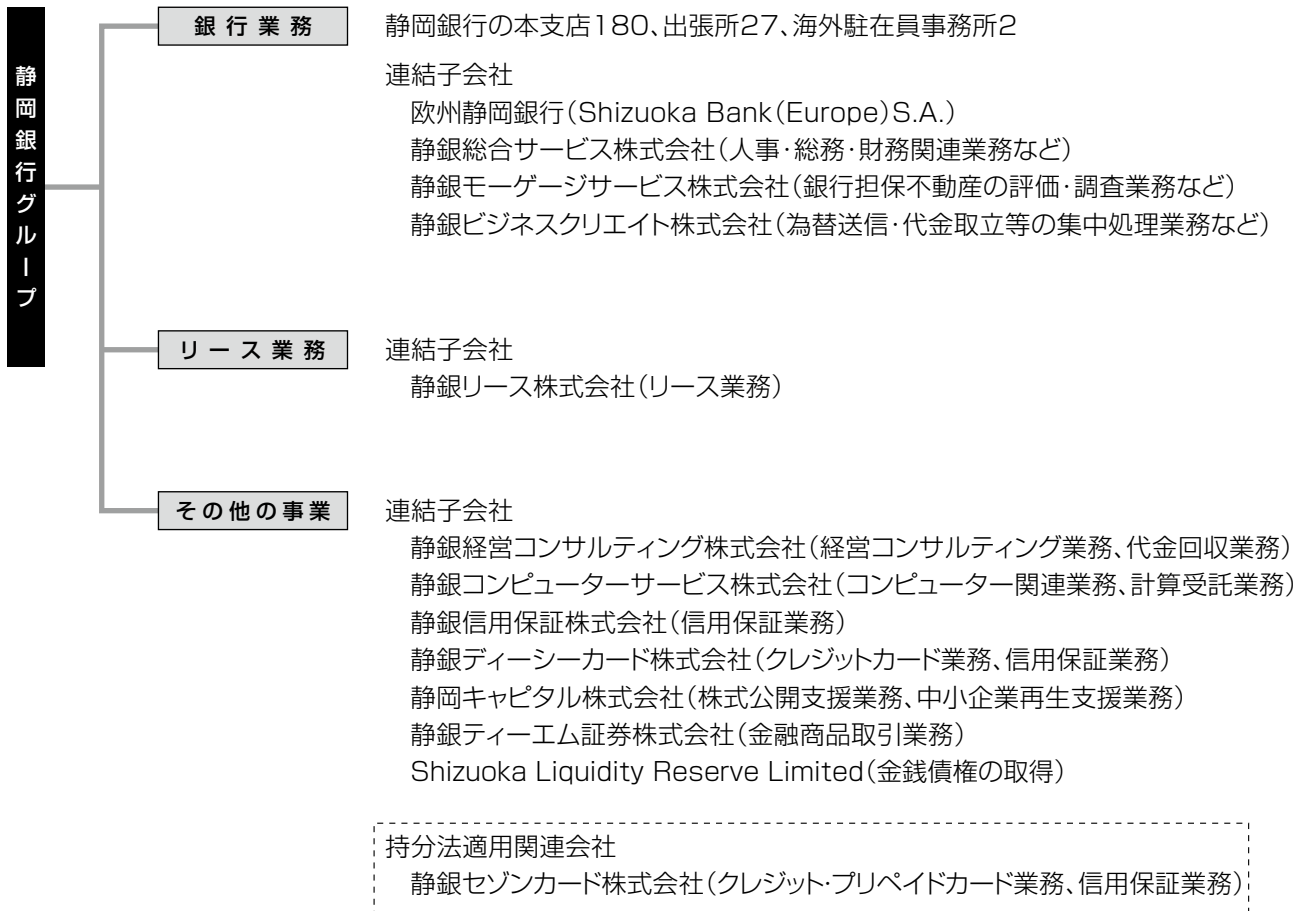 静岡銀行グループ
銀行業務
静岡銀行の本支店180、出張所27、海外駐在員事務所2
連結子会社
欧州静岡銀行（Shizuoka Bank（Europe）S.A.）
静銀総合サービス株式会社（人事・総務・財務関連業務など）
静銀モーゲージサービス株式会社（銀行担保不動産の評価・調査業務など）
静銀ビジネスクリエイト株式会社（為替送信・代金取立等の集中処理業務など）
リース業務
連結子会社
静銀リース株式会社（リース業務）
その他の事業
連結子会社
静銀経営コンサルティング株式会社（経営コンサルティング業務、代金回収業務）
静銀コンピューターサービス株式会社（コンピューター関連業務、計算受託業務）
静銀信用保証株式会社（信用保証業務）
静銀ディーシーカード株式会社（クレジットカード業務、信用保証業務）
静岡キャピタル株式会社（株式公開支援業務、中小企業再生支援業務）
静銀ティーエム証券株式会社（金融商品取引業務）
Shizuoka Liquidity Reserve Limited（金銭債権の取得）
持分法適用関連会社
静銀セゾンカード株式会社（クレジット・プリペイドカード業務、信用保証業務）